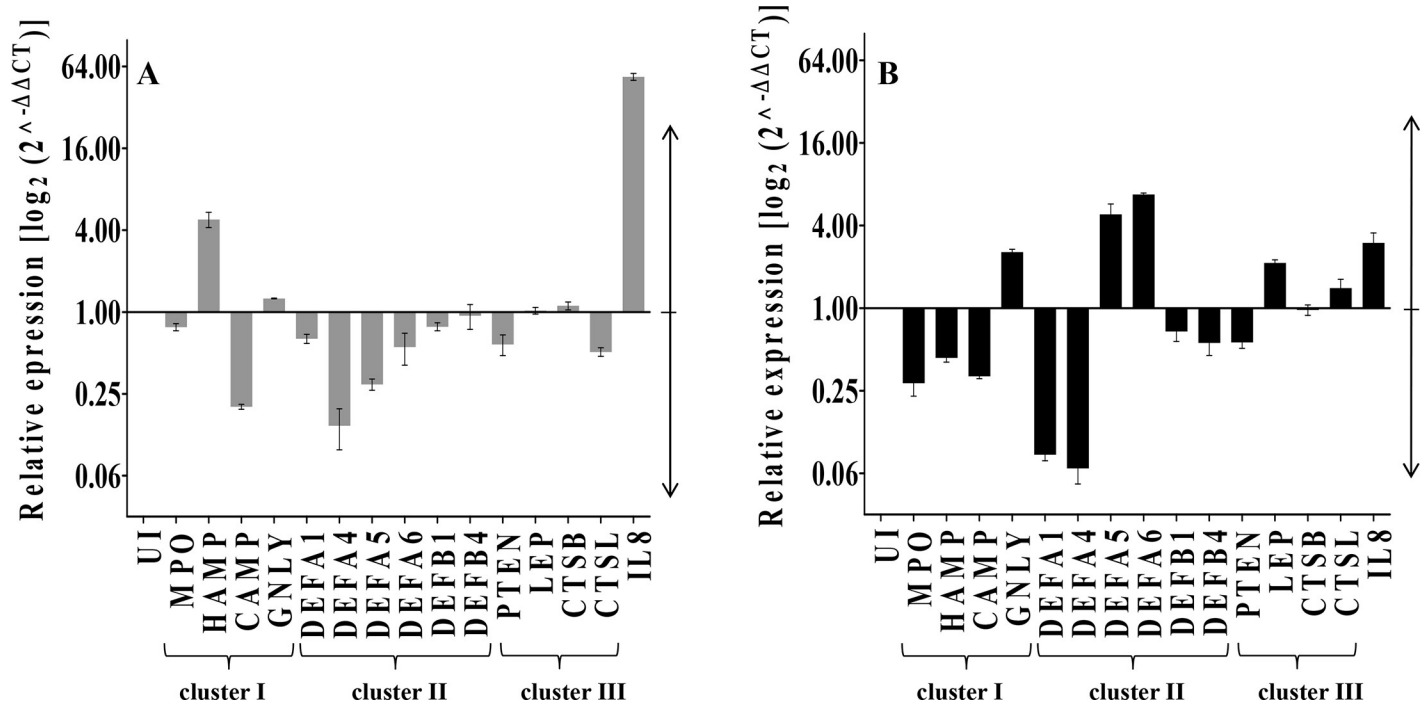 A
Relative epression [log2 (2^-ΔΔCT)]
64.00
16.00
4.00
1.00
0.25
0.06
UI
MPO
HAMP
CAMP
GNLY
DEFA1
DEFA4
DEFA5
DEFA6
DEFB1
DEFB4
PTEN
LEP
CTSB
CTSL
IL8
cluster I
cluster II
cluster III
B
Relative expression [log2 (2^-ΔΔCT)]
64.00
16.00
4.00
1.00
0.25
0.06
UI
MPO
HAMP
CAMP
GNLY
DEFA1
DEFA4
DEFA5
DEFA6
DEFB1
DEFB4
PTEN
LEP
CTSB
CTSL
IL8
cluster I
cluster II
cluster III